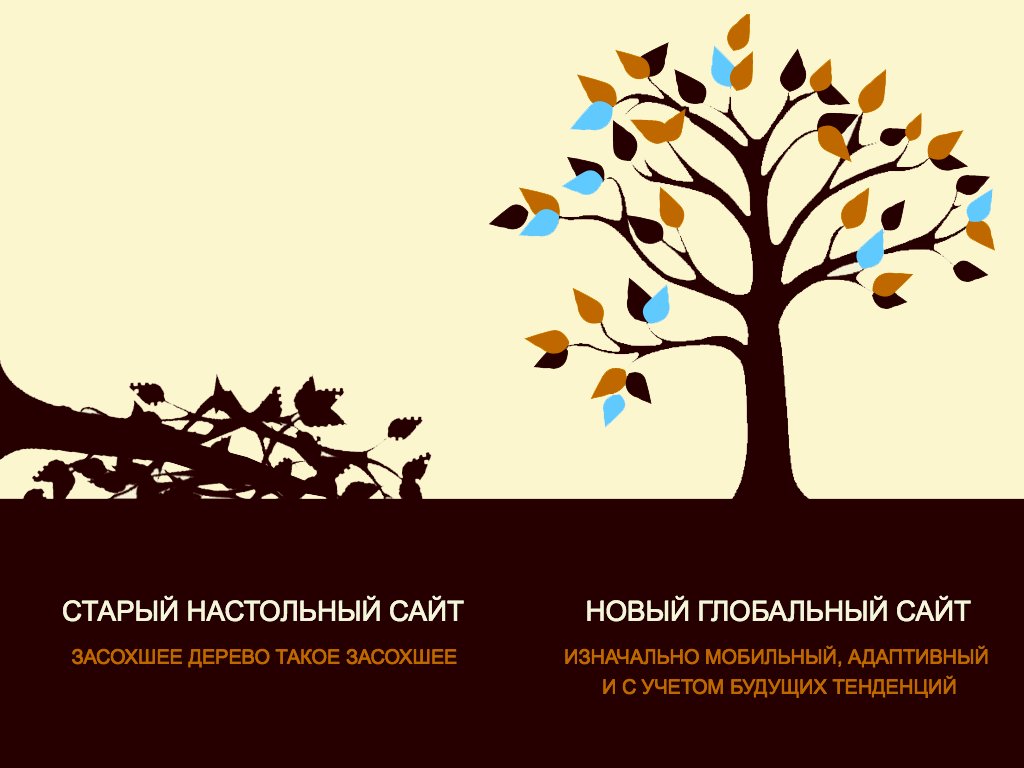 СТАРЫЙ НАСТОЛЬНЫЙ САЙТ
ЗАСОХШЕЕ ДЕРЕВО ТАКОЕ ЗАСОХШЕЕ
НОВЫЙ ГЛОБАЛЬНЫЙ САЙТ
ИЗНАЧАЛЬНО МОБИЛЬНЫЙ, АДАПТИВНЫЙ
И С УЧЕТОМ БУДУЩИХ ТЕНДЕНЦИЙ